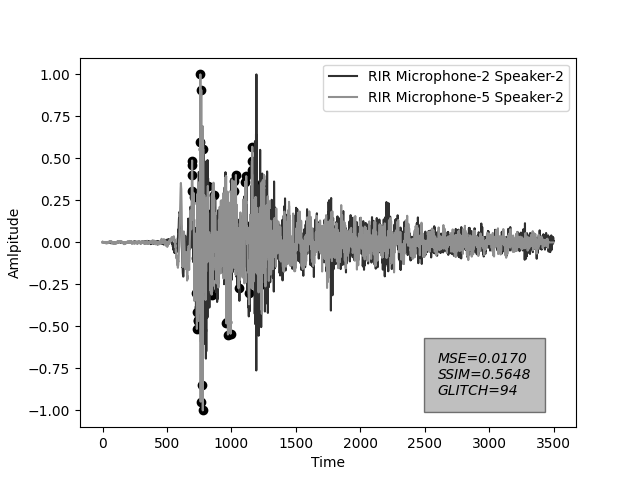 RIR Microphone-2 Speaker-2
RIR Microphone-5 Speaker-2
1.00
0.75
0.50
0.25
0.00
−0.25
−0.50
−0.75
−1.00
Amlpitude
MSE=0.0170
SSIM=0.5648
GLITCH=94
0 500 1000 1500 2000 2500 3000 3500
Time